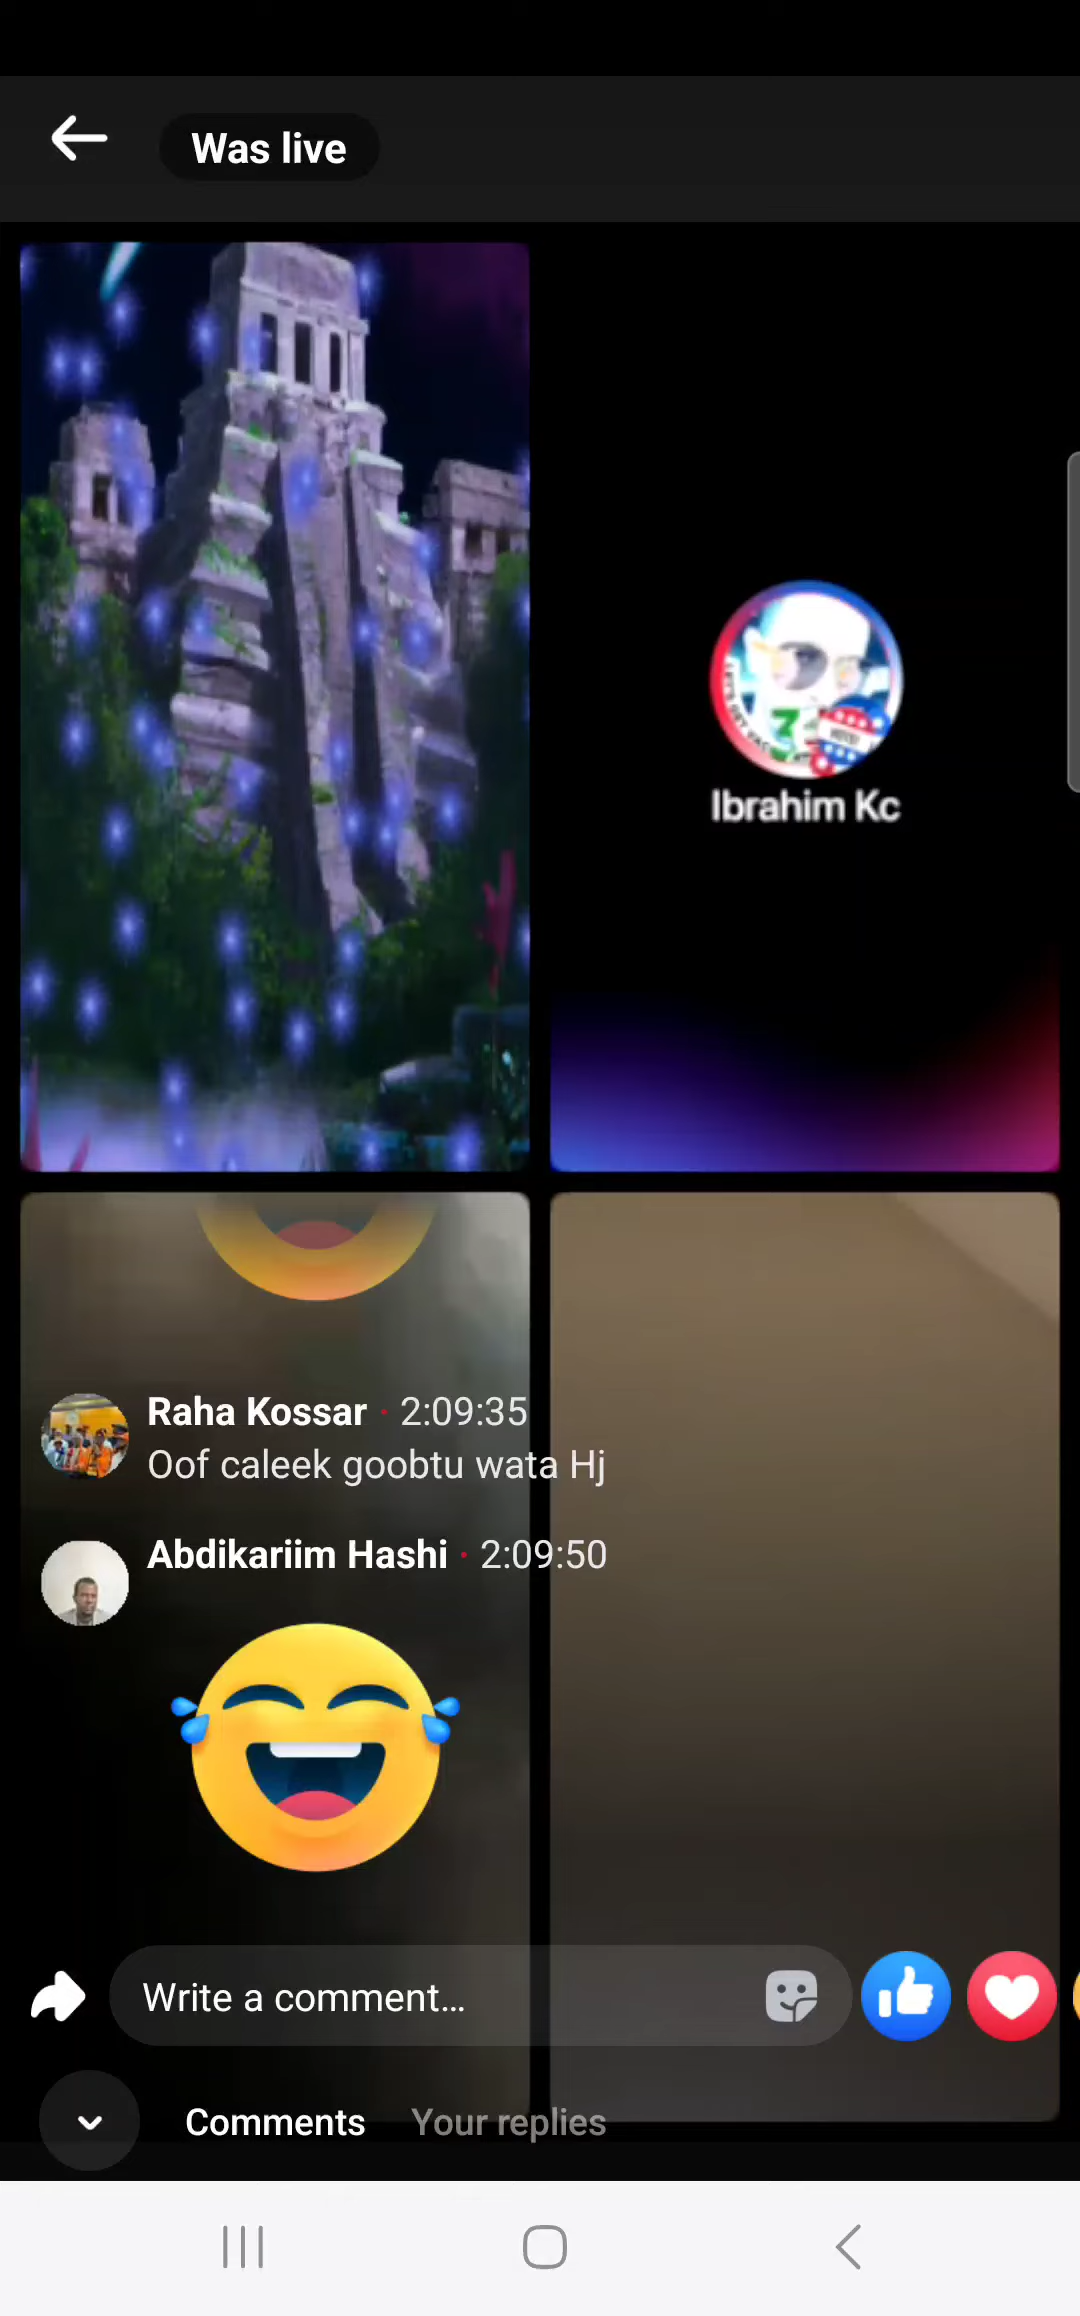 Was live
Ibrahim Kc
Raha Kossar · 2:09:35
Oof caleek goobtu wata Hj
Abdikariim Hashi · 2:09:50
Write a comment...
Comments Your replies